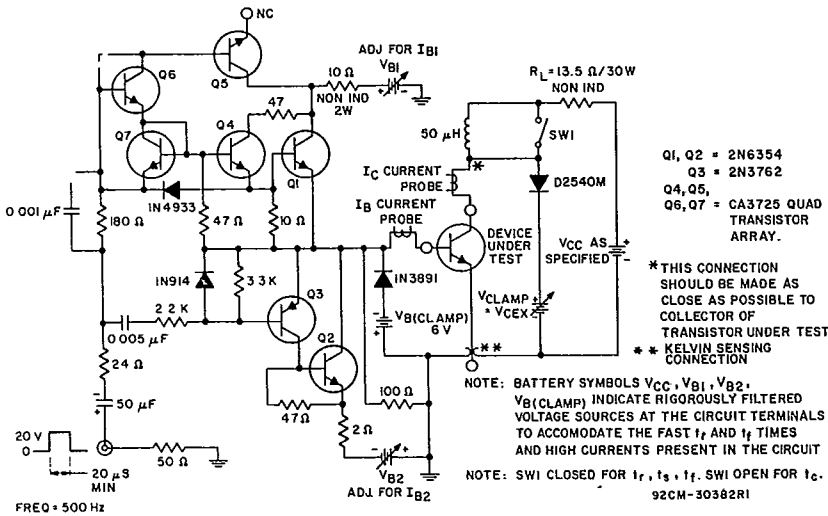 NC
ADJ FOR IB1
VB1
+ -
Q6
Q5
10 Ω
NON IND
2W
RL = 13.5 Ω/30W
NON IND
47
Q7
Q4
Q1
50 μH
SW1
*
IC CURRENT
PROBE
D2540M
Q1, Q2 = 2N6354
Q3 = 2N3762
Q4, Q5,
Q6, Q7 = CA3725 QUAD
TRANSISTOR
ARRAY.
1N4933
0 001 μF
180 Ω
47 Ω
10 Ω
IB CURRENT
PROBE
DEVICE
UNDER
TEST
VCC AS
SPECIFIED
+
-
1N914
3 3 K
Q3
1N3891
VCLAMP
= VCEX
+
-
* THIS CONNECTION
SHOULD BE MADE AS
CLOSE AS POSSIBLE TO
COLLECTOR OF
TRANSISTOR UNDER TEST
2 2 K
0 005 μF
Q2
-
+
VB(CLAMP)
6 V
**
** KELVIN SENSING
CONNECTION
24 Ω
-
+
50 μF
47 Ω
100 Ω
2 Ω
NOTE: BATTERY SYMBOLS VCC, VB1, VB2,
VB(CLAMP) INDICATE RIGOROUSLY FILTERED
VOLTAGE SOURCES AT THE CIRCUIT TERMINALS
TO ACCOMODATE THE FAST tr AND tf TIMES
AND HIGH CURRENTS PRESENT IN THE CIRCUIT
20 V
0
20 μS
MIN
50 Ω
- +
VB2
ADJ FOR IB2
NOTE: SW1 CLOSED FOR tr, ts, tf. SW1 OPEN FOR tc.
92CM-30382R1
FREQ = 500 Hz